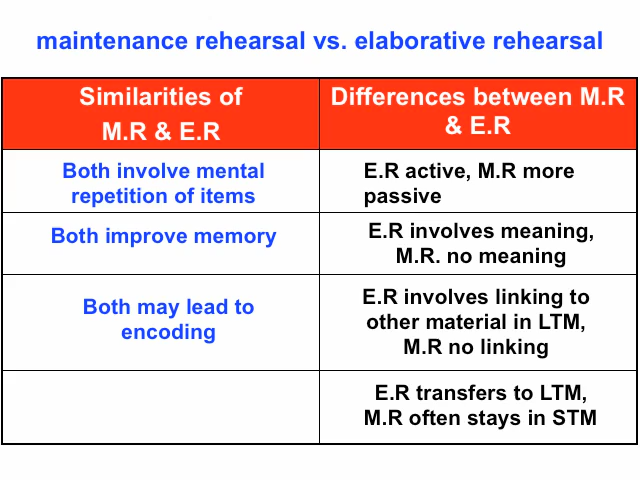 maintenance rehearsal vs. elaborative rehearsal
Similarities of
M.R & E.R
Differences between M.R
& E.R
Both involve mental
repetition of items
E.R active, M.R more
passive
Both improve memory
E.R involves meaning,
M.R. no meaning
Both may lead to
encoding
E.R involves linking to
other material in LTM,
M.R no linking
E.R transfers to LTM,
M.R often stays in STM